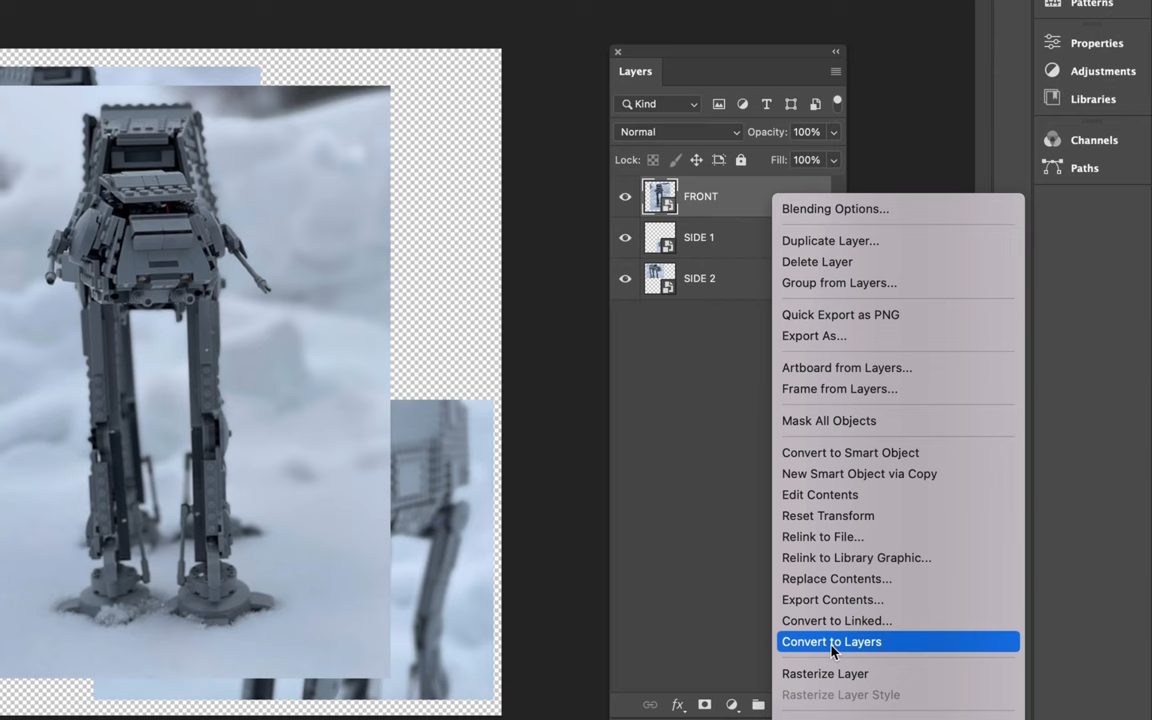 Patterns
Properties
Adjustments
Libraries
Channels
Paths
Layers
Kind
Normal
Opacity: 100%
Lock:
Fill: 100%
FRONT
SIDE 1
SIDE 2
fx
Blending Options...
Duplicate Layer...
Delete Layer
Group from Layers...
Quick Export as PNG
Export As...
Artboard from Layers...
Frame from Layers...
Mask All Objects
Convert to Smart Object
New Smart Object via Copy
Edit Contents
Reset Transform
Relink to File...
Relink to Library Graphic...
Replace Contents...
Export Contents...
Convert to Linked...
Convert to Layers
Rasterize Layer
Rasterize Layer Style